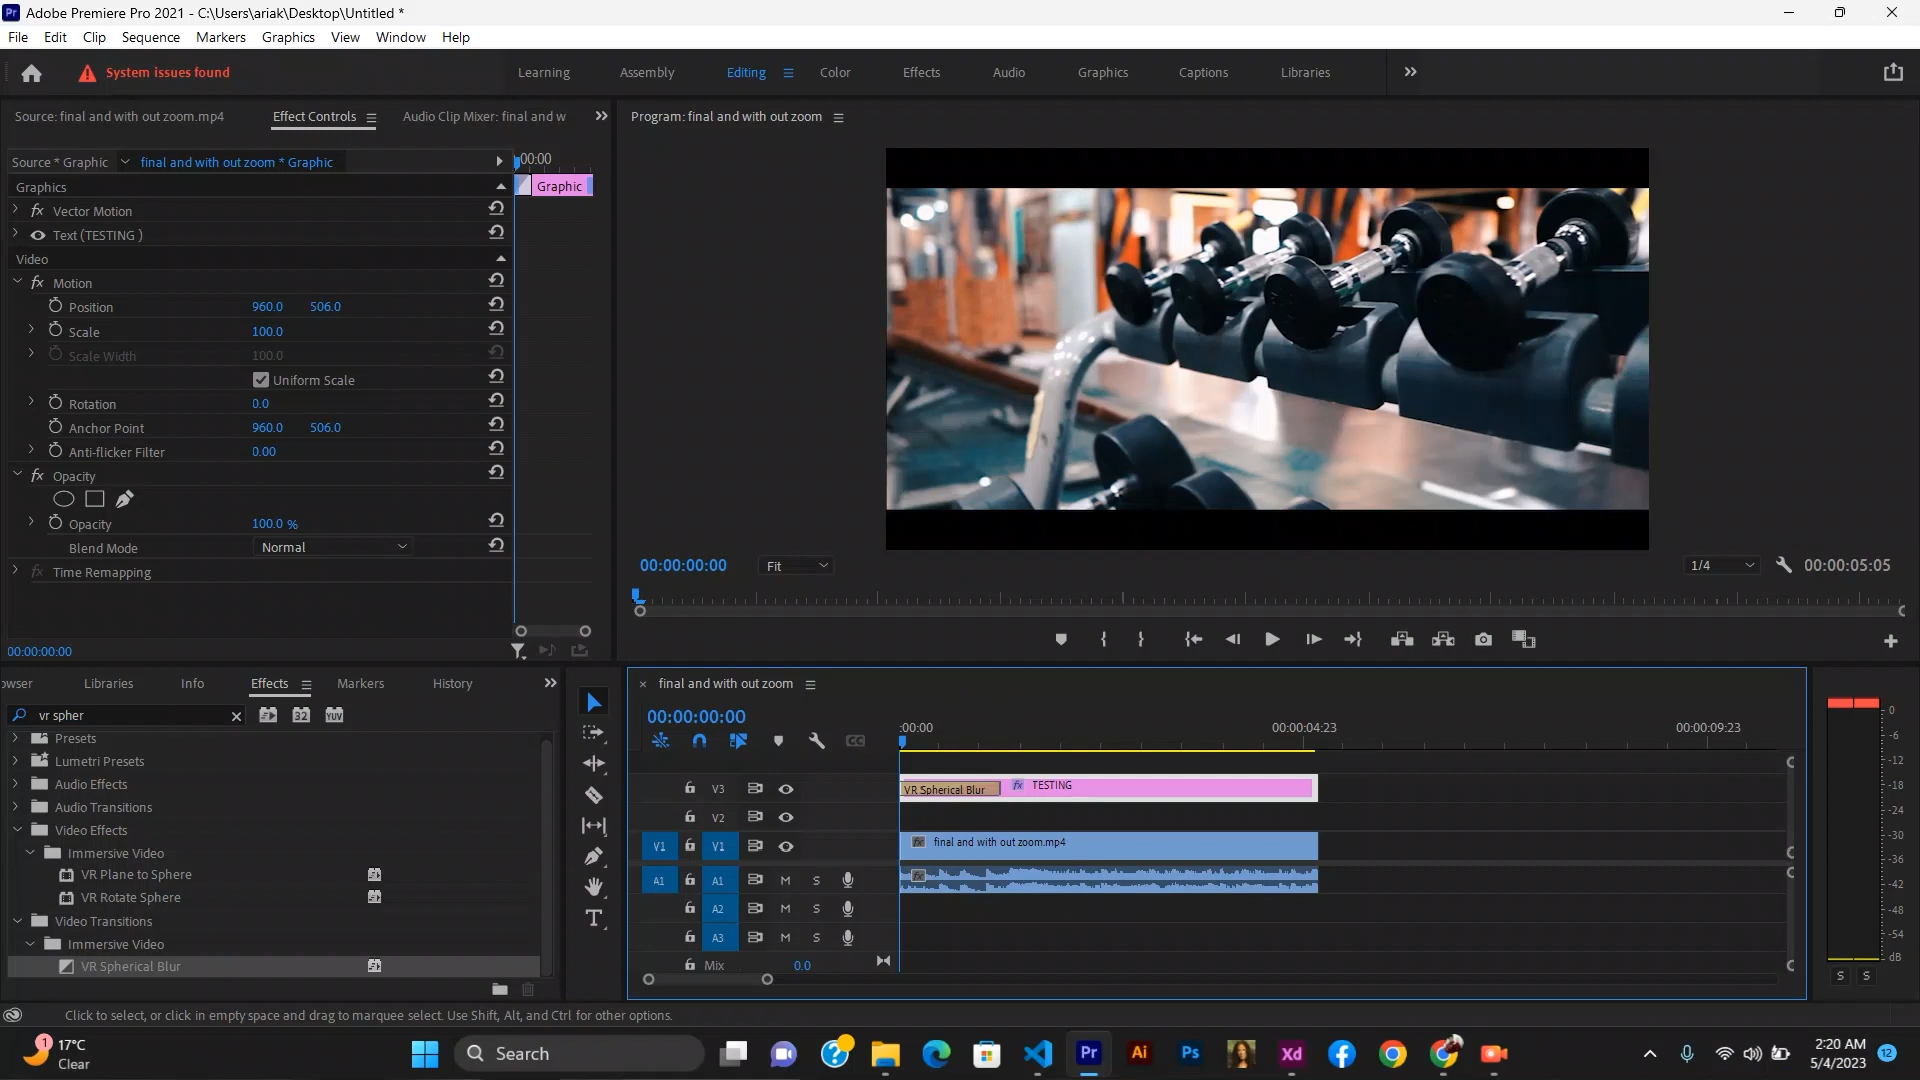 Adobe Premiere Pro 2021 - C:\Users\ariak\Desktop\Untitled *
File Edit Clip Sequence Markers Graphics View Window Help
System issues found
Learning Assembly Editing Color Effects Audio Graphics Captions Libraries
Source: final and with out zoom.mp4 Effect Controls Audio Clip Mixer: final and w
Program: final and with out zoom
Source * Graphic final and with out zoom * Graphic
:00:00
Graphics
Graphic
fx Vector Motion
Text (TESTING )
Video
fx Motion
Position 960.0 506.0
Scale 100.0
Scale Width 100.0
Uniform Scale
Rotation 0.0
Anchor Point 960.0 506.0
Anti-flicker Filter 0.00
fx Opacity
Opacity 100.0 %
Blend Mode Normal
fx Time Remapping
00:00:00:00
00:00:00:00 Fit 1/4 00:00:05:05
owser Libraries Info Effects Markers History
vr spher
32 YUV
Presets
Lumetri Presets
Audio Effects
Audio Transitions
Video Effects
Immersive Video
VR Plane to Sphere
VR Rotate Sphere
Video Transitions
Immersive Video
VR Spherical Blur
× final and with out zoom
00:00:00:00
:00:00 00:00:04:23 00:00:09:23
CC
V3 VR Spherical Blur fx TESTING
V2
V1 V1 fx final and with out zoom.mp4
A1 A1 M S fx
A2 M S
A3 M S
Mix 0.0
0
-6
-12
-18
-24
-30
-36
-42
-48
-54
dB
S S
Click to select, or click in empty space and drag to marquee select. Use Shift, Alt, and Ctrl for other options.
1 17°C
Clear
Search
Pr Ai Ps Xd
2:20 AM
5/4/2023 12